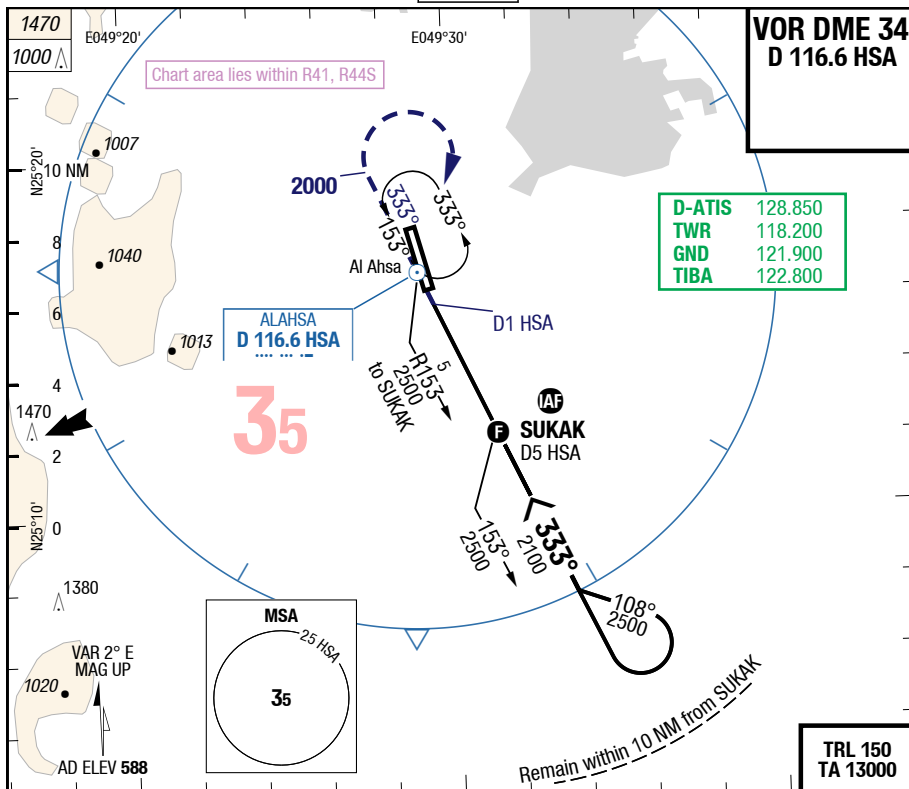 1470
1000
E049°20'
E049°30'
VOR DME 34
D 116.6 HSA
Chart area lies within R41, R44S
1007
N25°20'
10 NM
2000
333°
153°
333°
D-ATIS 128.850
TWR 118.200
GND 121.900
TIBA 122.800
8
1040
Al Ahsa
6
ALAHSA
D 116.6 HSA
D1 HSA
1013
R153
5
2500
to SUKAK
4
35
IAF
1470
F
SUKAK
D5 HSA
2
N25°10'
0
153°
2500
333°
2100
1380
108°
2500
MSA
25 HSA
35
VAR 2° E
MAG UP
1020
Remain within 10 NM from SUKAK
AD ELEV 588
TRL 150
TA 13000